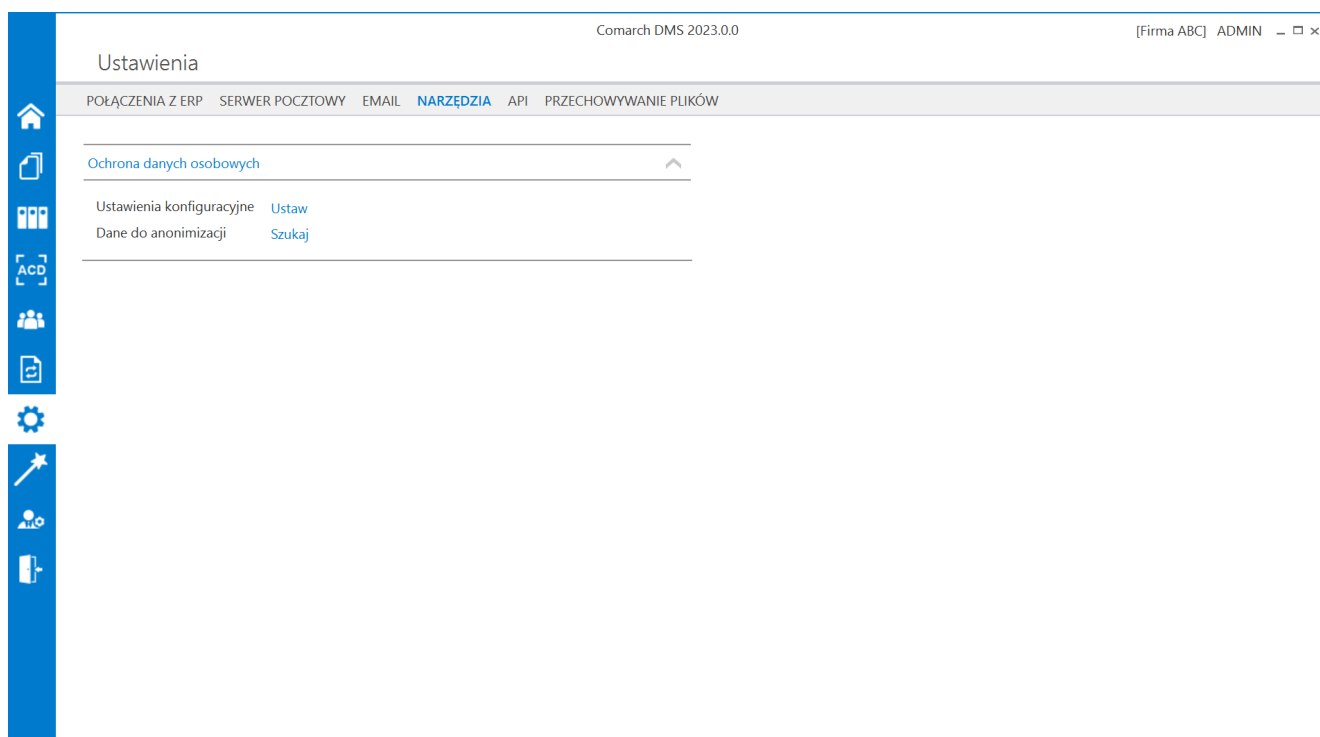 Comarch DMS 2023.0.0
[Firma ABC] ADMIN
Ustawienia
POŁĄCZENIA Z ERP SERWER POCZTOWY EMAIL NARZĘDZIA API PRZECHOWYWANIE PLIKÓW
Ochrona danych osobowych
Ustawienia konfiguracyjne Ustaw
Dane do anonimizacji Szukaj
ACD